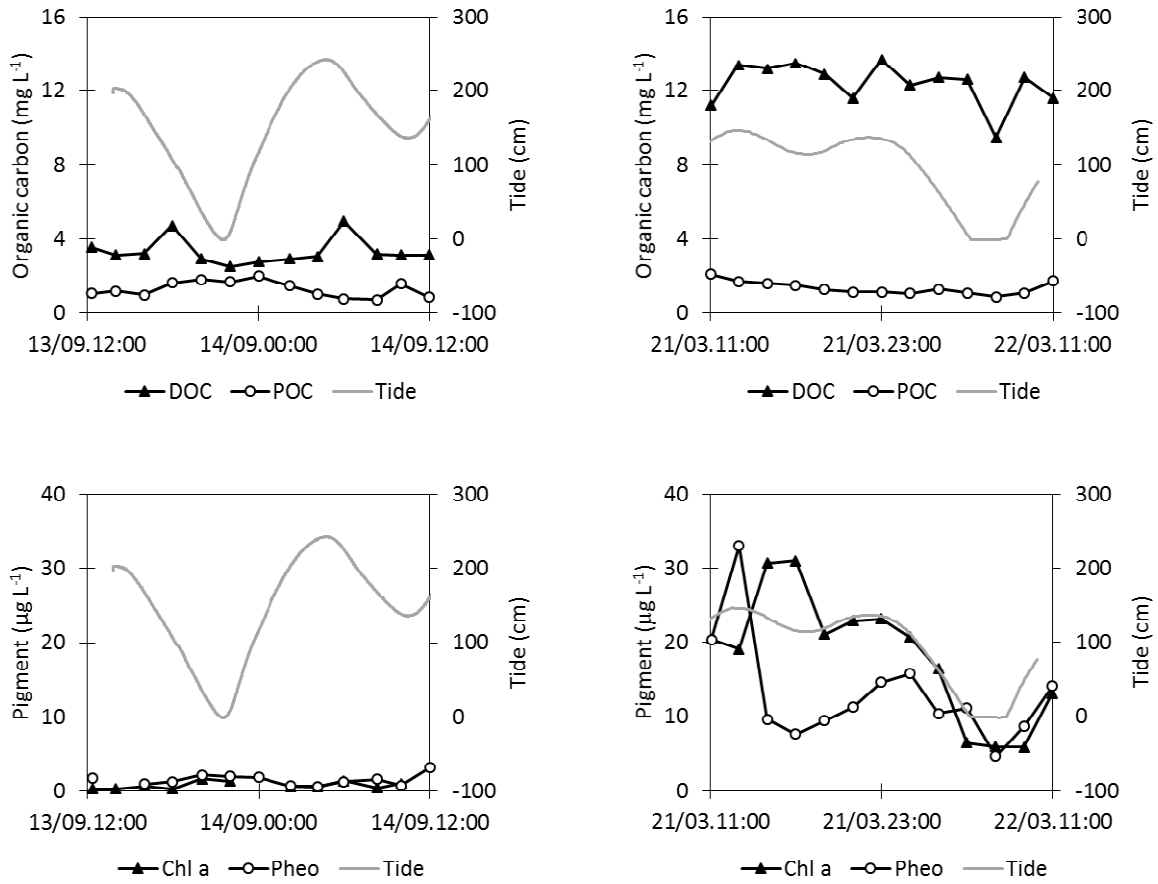 16
12
8
4
0
Organic carbon (mg L⁻¹)
300
200
100
0
-100
Tide (cm)
13/09.12:00 14/09.00:00 14/09.12:00
DOC POC Tide
16
12
8
4
0
Organic carbon (mg L⁻¹)
300
200
100
0
-100
Tide (cm)
21/03.11:00 21/03.23:00 22/03.11:00
DOC POC Tide
40
30
20
10
0
Pigment (µg L⁻¹)
300
200
100
0
-100
Tide (cm)
13/09.12:00 14/09.00:00 14/09.12:00
Chl a Pheo Tide
40
30
20
10
0
Pigment (µg L⁻¹)
300
200
100
0
-100
Tide (cm)
21/03.11:00 21/03.23:00 22/03.11:00
Chl a Pheo Tide